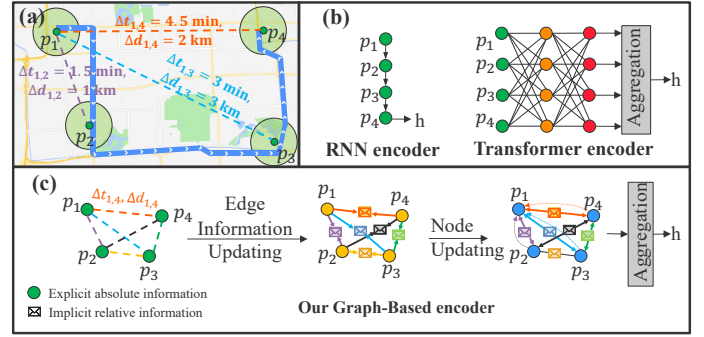 (a)
Δt1,4 = 4.5 min,
Δd1,4 = 2 km
p1
p4
Δt1,2 = 1.5 min,
Δd1,2 = 1 km
Δt1,3 = 3 min,
Δd1,3 = 3 km
p2
p3
(b)
p1
p2
p3
p4
h
RNN encoder
p1
p2
p3
p4
Aggregation
h
Transformer encoder
(c)
Δt1,4, Δd1,4
p1
p4
p2
p3
Edge
Information
Updating
p1
p4
p2
p3
Node
Updating
p1
p4
p2
p3
Aggregation
h
Explicit absolute information
Implicit relative information
Our Graph-Based encoder